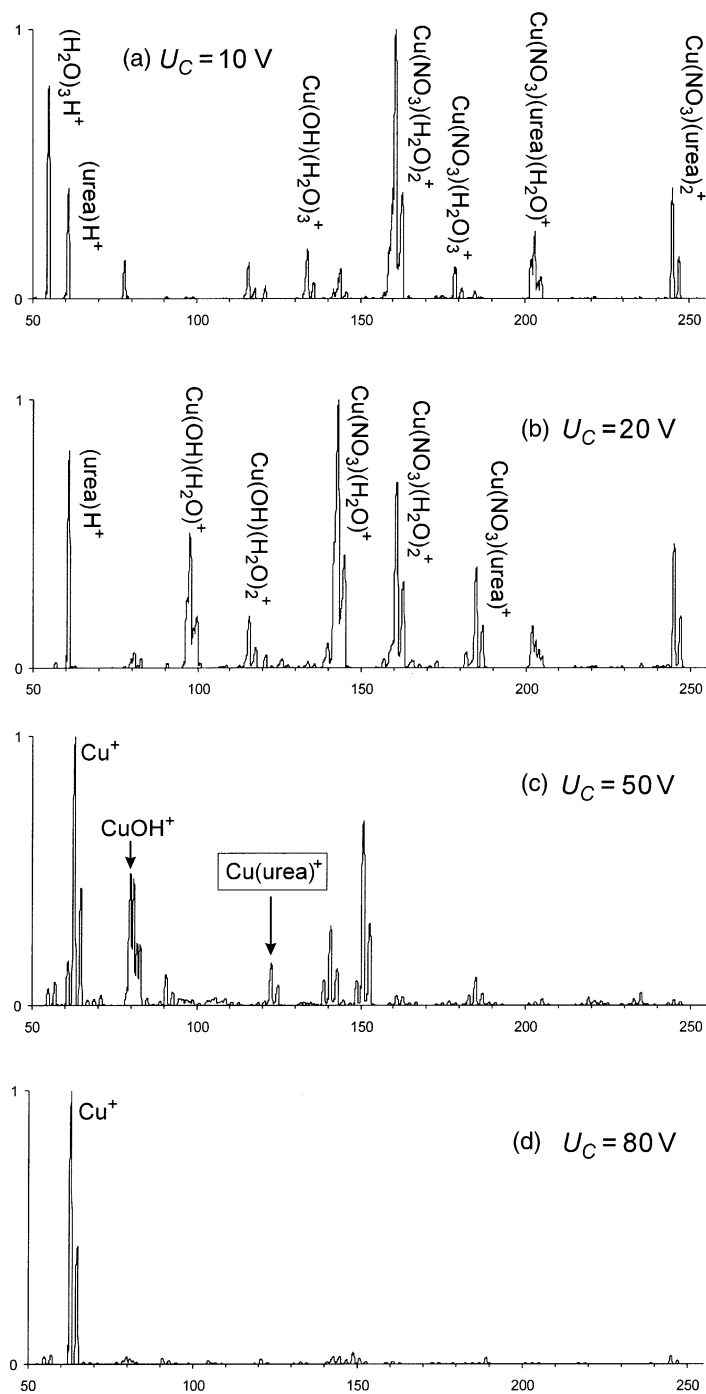 1
(a) U_C = 10 V
(H₂O)₃H⁺
(urea)H⁺
Cu(OH)(H₂O)₃⁺
Cu(NO₃)(H₂O)₂⁺
Cu(NO₃)(H₂O)₃⁺
Cu(NO₃)(urea)(H₂O)⁺
Cu(NO₃)(urea)₂⁺
0
50 100 150 200 250
1
(b) U_C = 20 V
(urea)H⁺
Cu(OH)(H₂O)⁺
Cu(OH)(H₂O)₂⁺
Cu(NO₃)(H₂O)⁺
Cu(NO₃)(H₂O)₂⁺
Cu(NO₃)(urea)⁺
0
50 100 150 200 250
1
(c) U_C = 50 V
Cu⁺
CuOH⁺
Cu(urea)⁺
0
50 100 150 200 250
1
(d) U_C = 80 V
Cu⁺
0
50 100 150 200 250